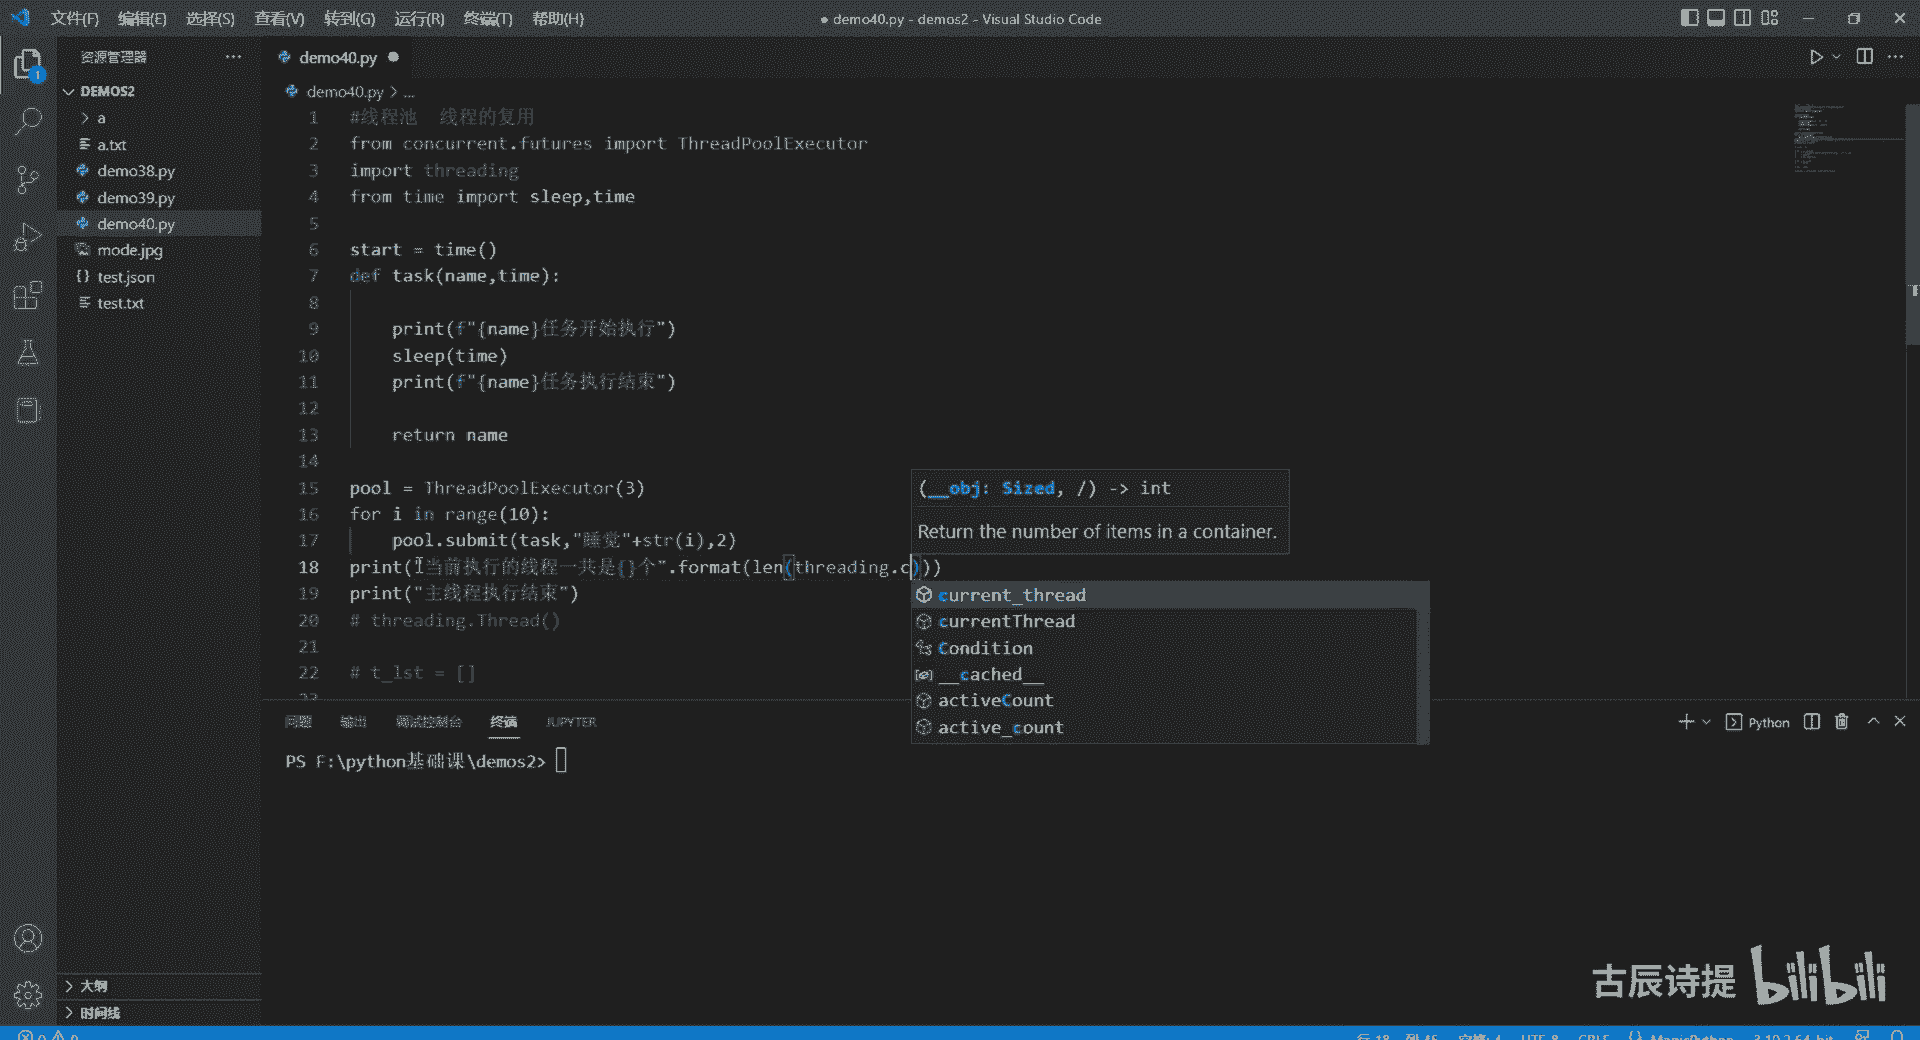 文件(F) 编辑(E) 选择(S) 查看(V) 转到(G) 运行(R) 终端(T) 帮助(H)
● demo40.py - demos2 - Visual Studio Code
资源管理器
demo40.py
DEMOS2
a
a.txt
demo38.py
demo39.py
demo40.py
mode.jpg
test.json
test.txt
大纲
时间线
1
demo40.py > ...
1 #线程池 线程的复用
2 from concurrent.futures import ThreadPoolExecutor
3 import threading
4 from time import sleep,time
5
6 start = time()
7 def task(name,time):
8
9 print(f"{name}任务开始执行")
10 sleep(time)
11 print(f"{name}任务执行结束")
12
13 return name
14
15 pool = ThreadPoolExecutor(3)
16 for i in range(10):
17 pool.submit(task,"睡觉"+str(i),2)
18 print("当前执行的线程一共是{}个".format(len(threading.c)))
19 print("主线程执行结束")
20 # threading.Thread()
21
22 # t_lst = []
23
(__obj: Sized, /) -> int
Return the number of items in a container.
current_thread
currentThread
Condition
__cached__
activeCount
active_count
问题 输出 调试控制台 终端 JUPYTER
Python
PS F:\python基础课\demos2>
古辰诗提 bilibili